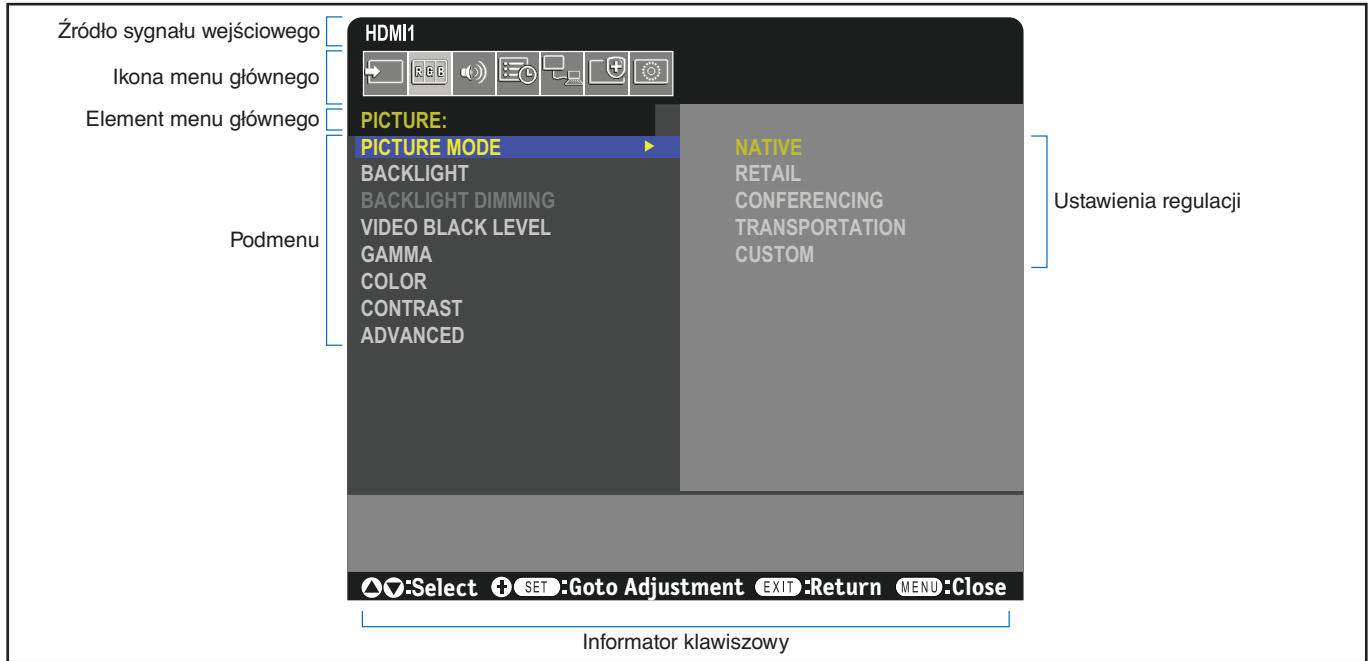 Źródło sygnału wejściowego
HDMI1
Ikona menu głównego
RGB
Element menu głównego
PICTURE:
Podmenu
PICTURE MODE
BACKLIGHT
BACKLIGHT DIMMING
VIDEO BLACK LEVEL
GAMMA
COLOR
CONTRAST
ADVANCED
NATIVE
RETAIL
CONFERENCING
TRANSPORTATION
CUSTOM
Ustawienia regulacji
:Select SET:Goto Adjustment EXIT:Return MENU:Close
Informator klawiszowy